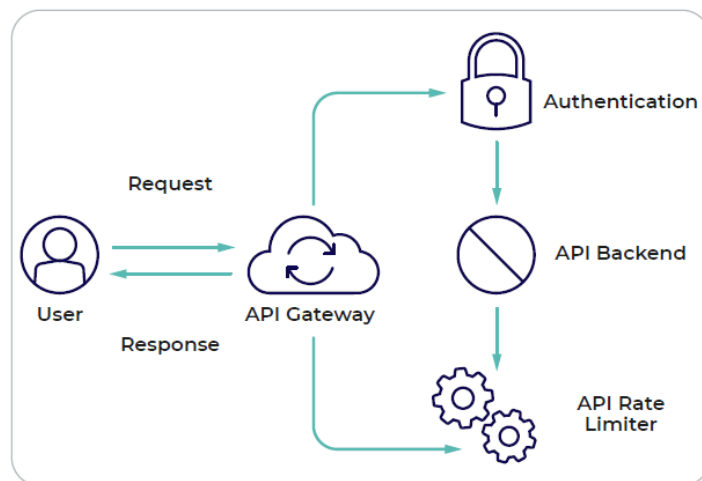 Authentication
Request
API Backend
User
API Gateway
Response
API Rate
Limiter